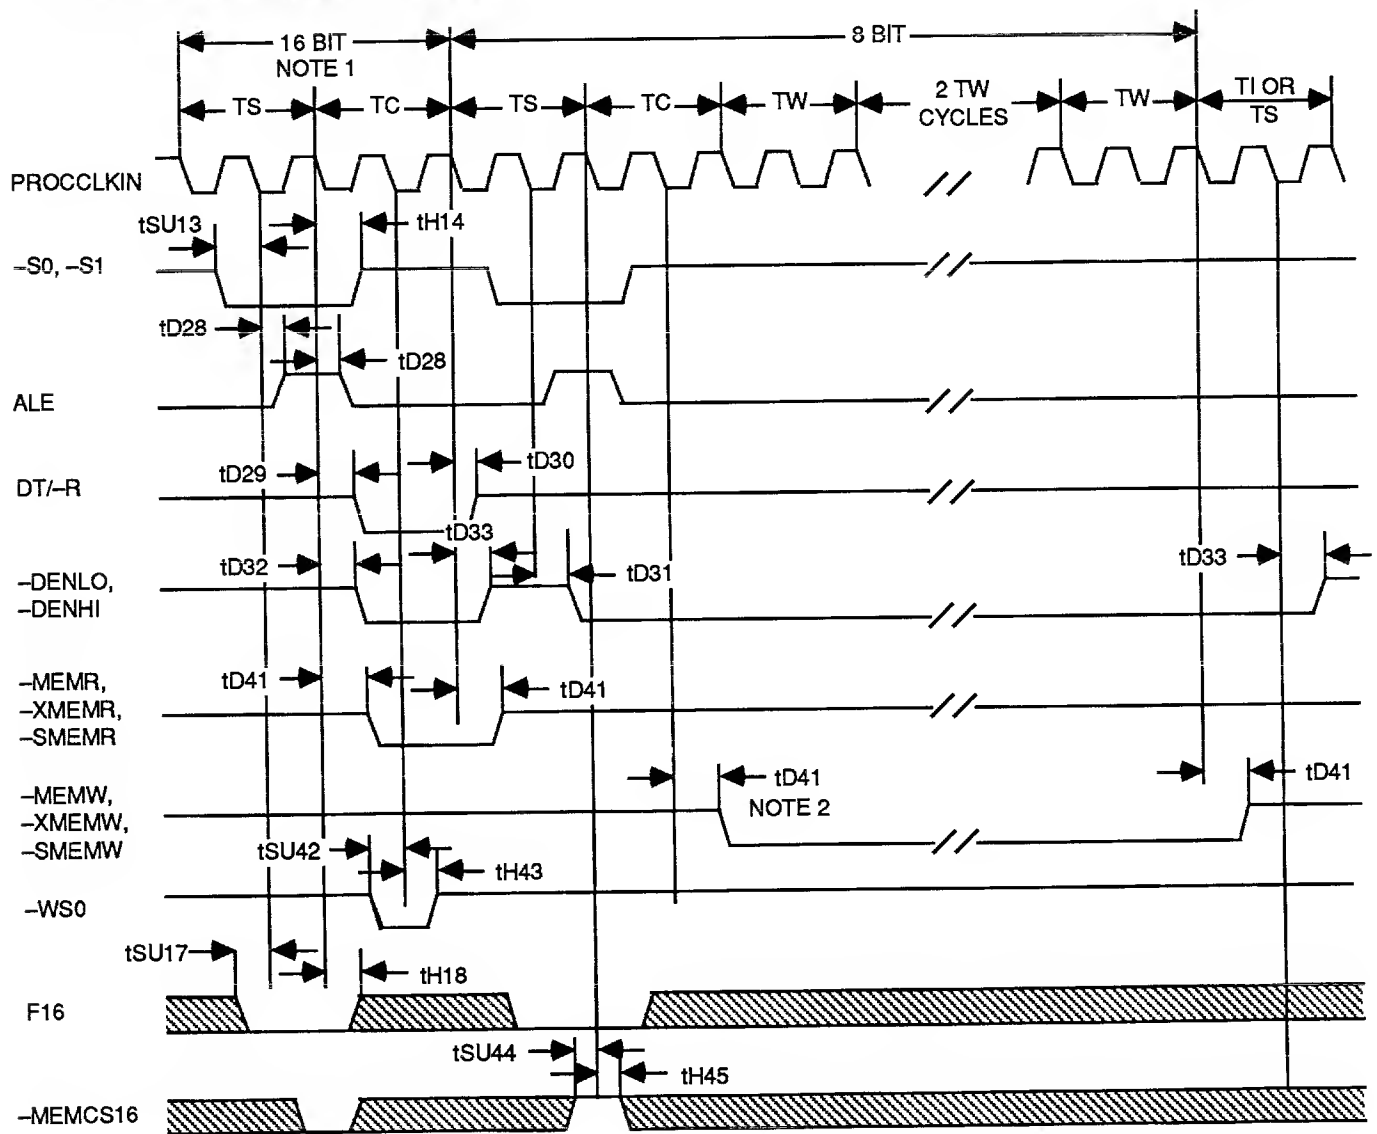 16 BIT
8 BIT
NOTE 1
TS
TC
TS
TC
TW
2 TW
CYCLES
TW
TI OR
TS
PROCCLKIN
tSU13
tH14
–S0, –S1
tD28
tD28
ALE
tD29
tD30
DT/–R
tD33
tD32
tD31
tD33
–DENLO,
–DENHI
tD41
tD41
–MEMR,
–XMEMR,
–SMEMR
tD41
tD41
NOTE 2
–MEMW,
–XMEMW,
–SMEMW
tSU42
tH43
–WS0
tSU17
tH18
F16
tSU44
tH45
–MEMCS16